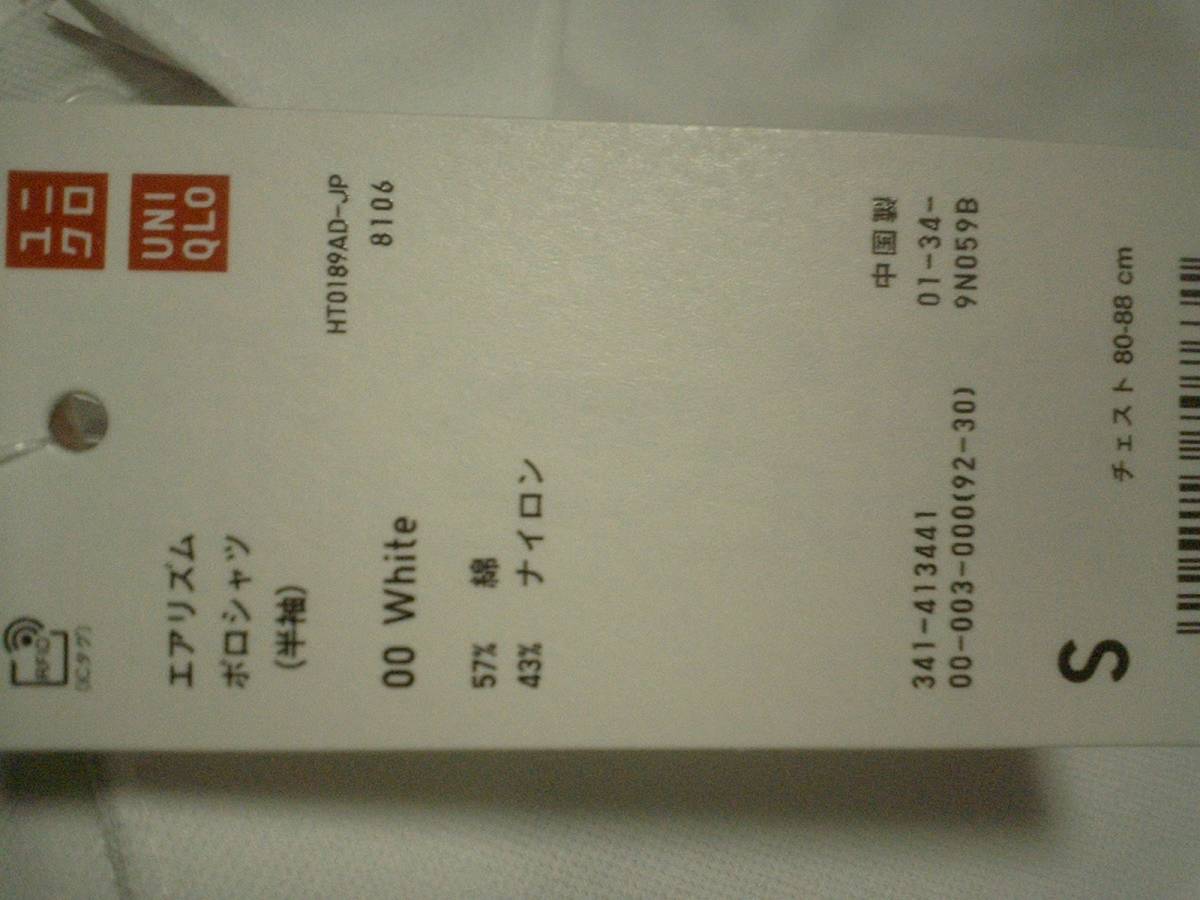 RFID
(ICタグ)
ユニ
クロ
UNI
QLO
エアリズム
ポロシャツ
(半袖)
HT0189AD-JP
8106
00 White
57% 綿
43% ナイロン
中国製
341-413441 01-34-
00-003-000(92-30) 9N059B
S チェスト 80-88 cm